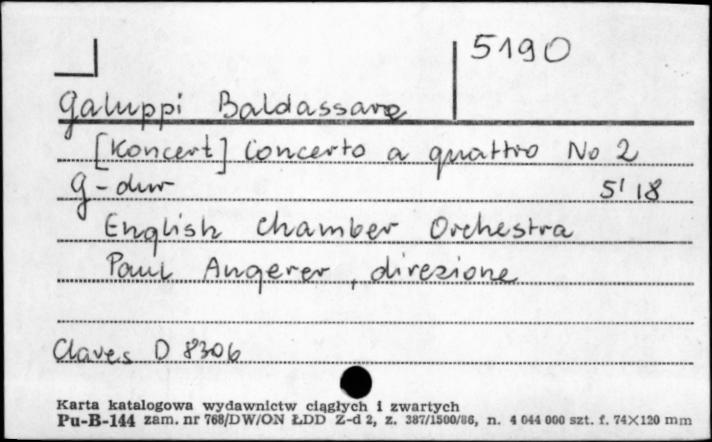 5190
Galuppi Baldassare
[Koncert] Concerto a quattro No 2
G-dur 5'18
English Chamber Orchestra
Paul Angerer, direzione
Claves D 8306
Karta katalogowa wydawnictw ciągłych i zwartych
Pu-B-144 zam. nr 768/DW/ON ŁDD Z-d 2, z. 387/1500/86, n. 4 044 000 szt. f. 74×120 mm